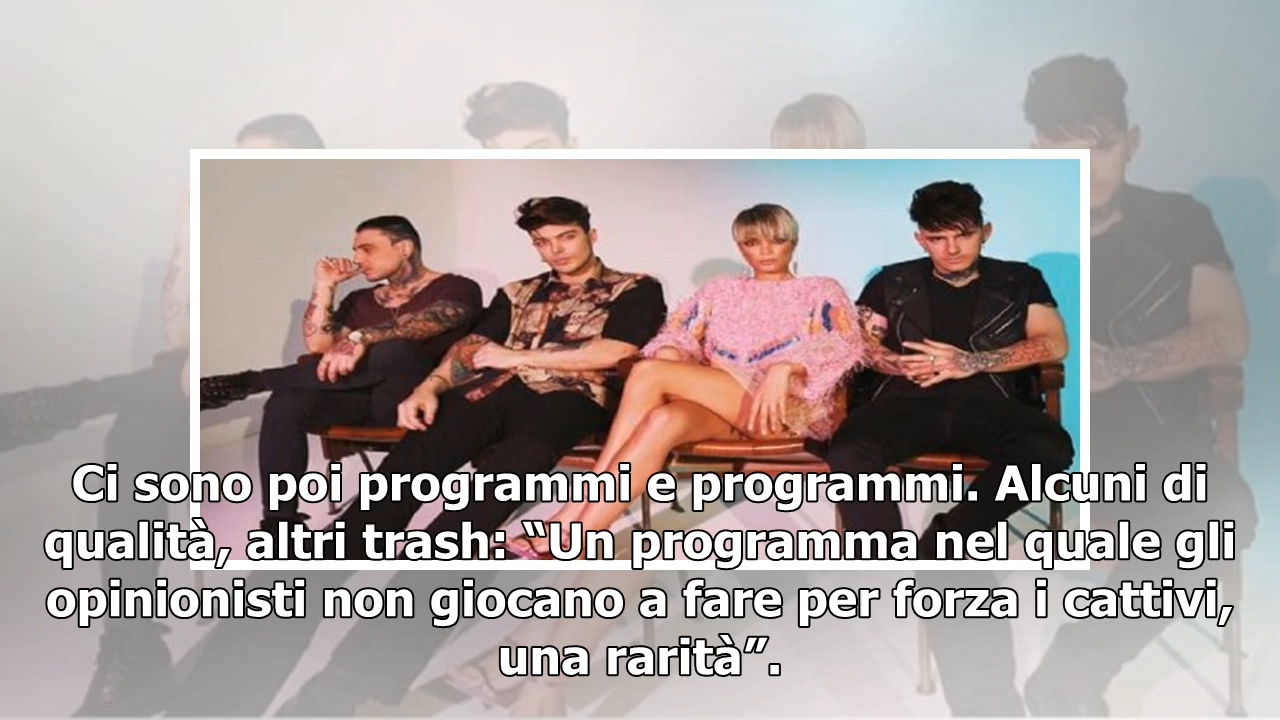 Ci sono poi programmi e programmi. Alcuni di
qualità, altri trash: “Un programma nel quale gli
opinionisti non giocano a fare per forza i cattivi,
una rarità”.